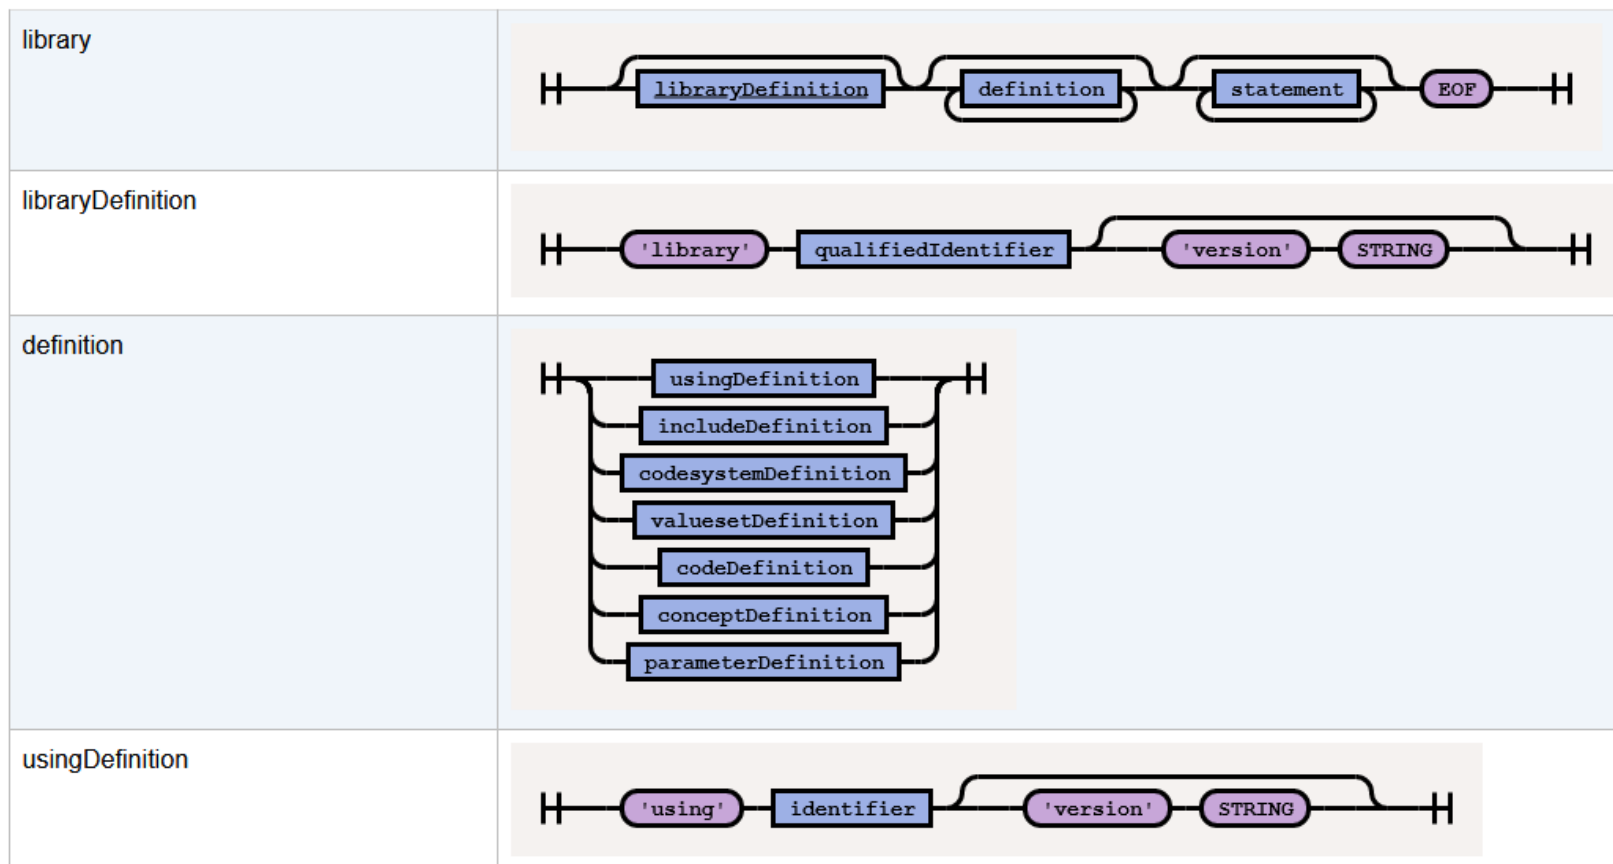 library
libraryDefinition definition statement EOF
libraryDefinition
'library' qualifiedIdentifier 'version' STRING
definition
usingDefinition
includeDefinition
codesystemDefinition
valuesetDefinition
codeDefinition
conceptDefinition
parameterDefinition
usingDefinition
'using' identifier 'version' STRING